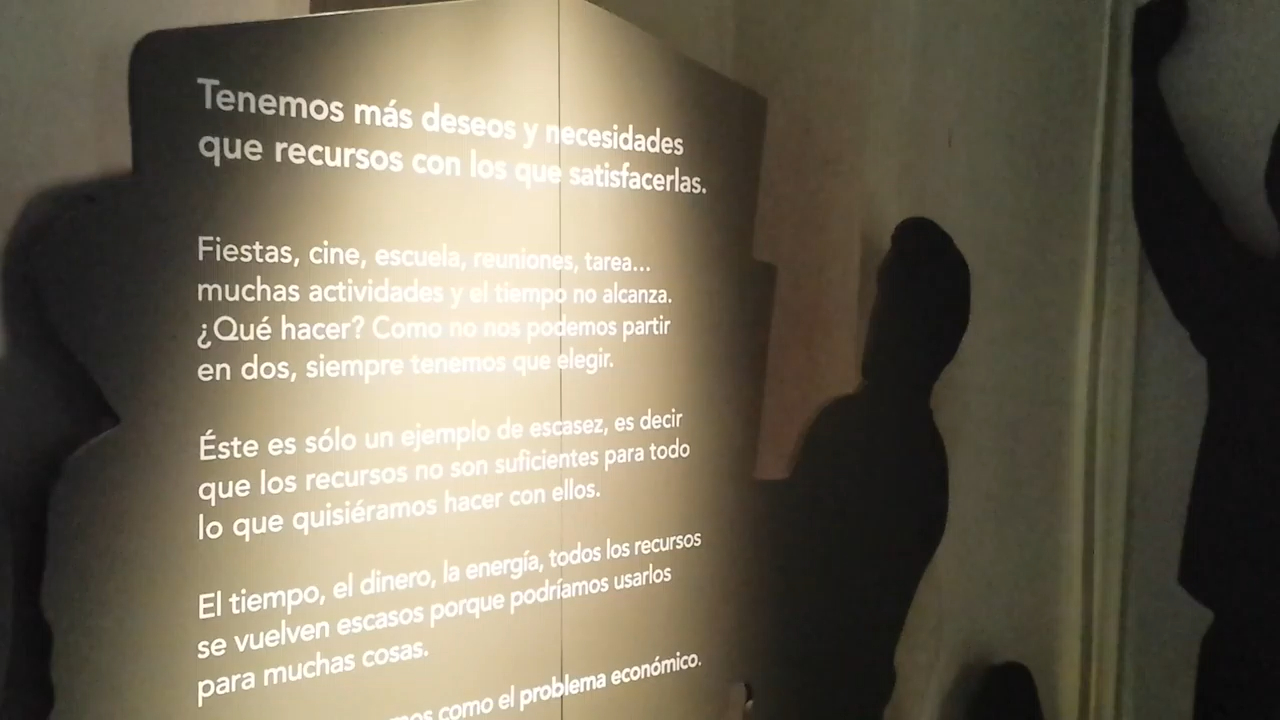 Tenemos más deseos y necesidades
que recursos con los que satisfacerlas.
Fiestas, cine, escuela, reuniones, tarea...
muchas actividades y el tiempo no alcanza.
¿Qué hacer? Como no nos podemos partir
en dos, siempre tenemos que elegir.
Éste es sólo un ejemplo de escasez, es decir
que los recursos no son suficientes para todo
lo que quisiéramos hacer con ellos.
El tiempo, el dinero, la energía, todos los recursos
se vuelven escasos porque podríamos usarlos
para muchas cosas.
como el problema económico.